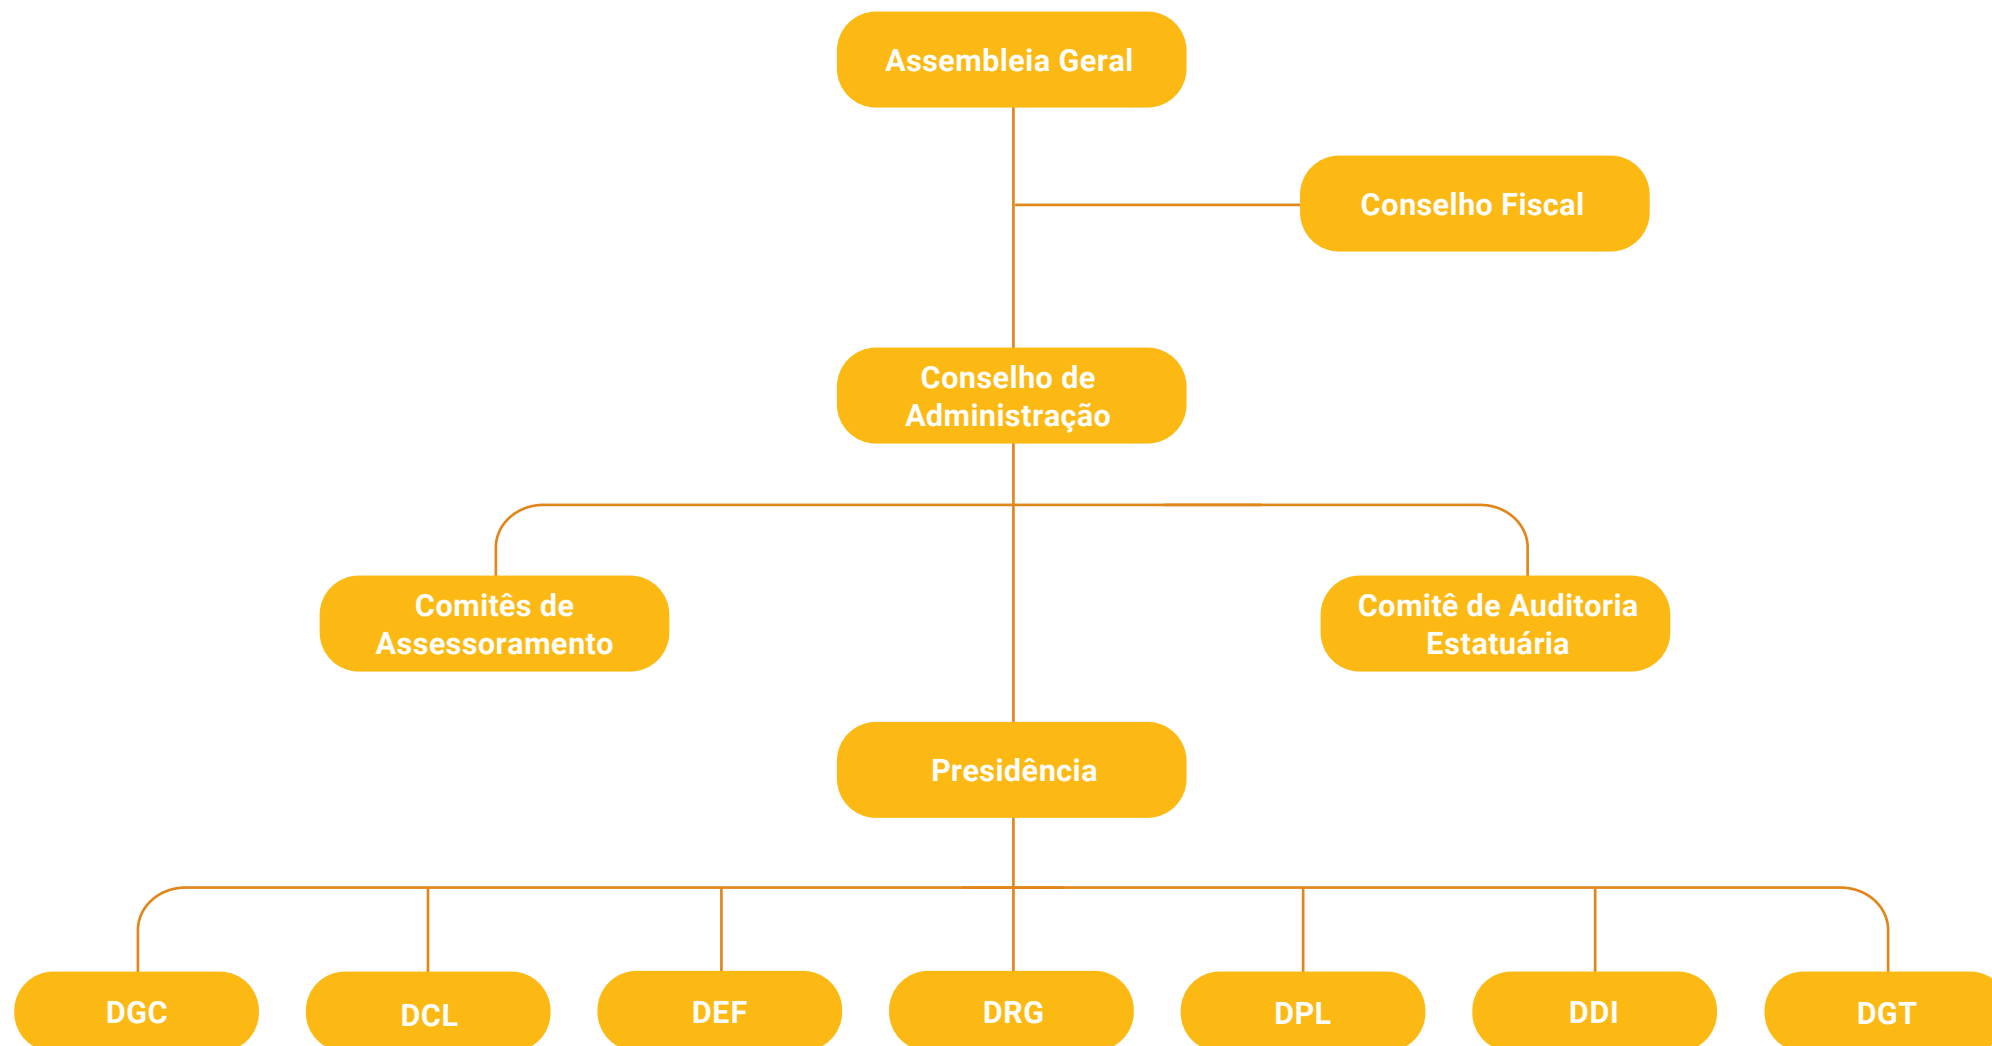 Assembleia Geral
Conselho Fiscal
Conselho de
Administração
Comitês de
Assessoramento
Comitê de Auditoria
Estatuária
Presidência
DGC
DCL
DEF
DRG
DPL
DDI
DGT